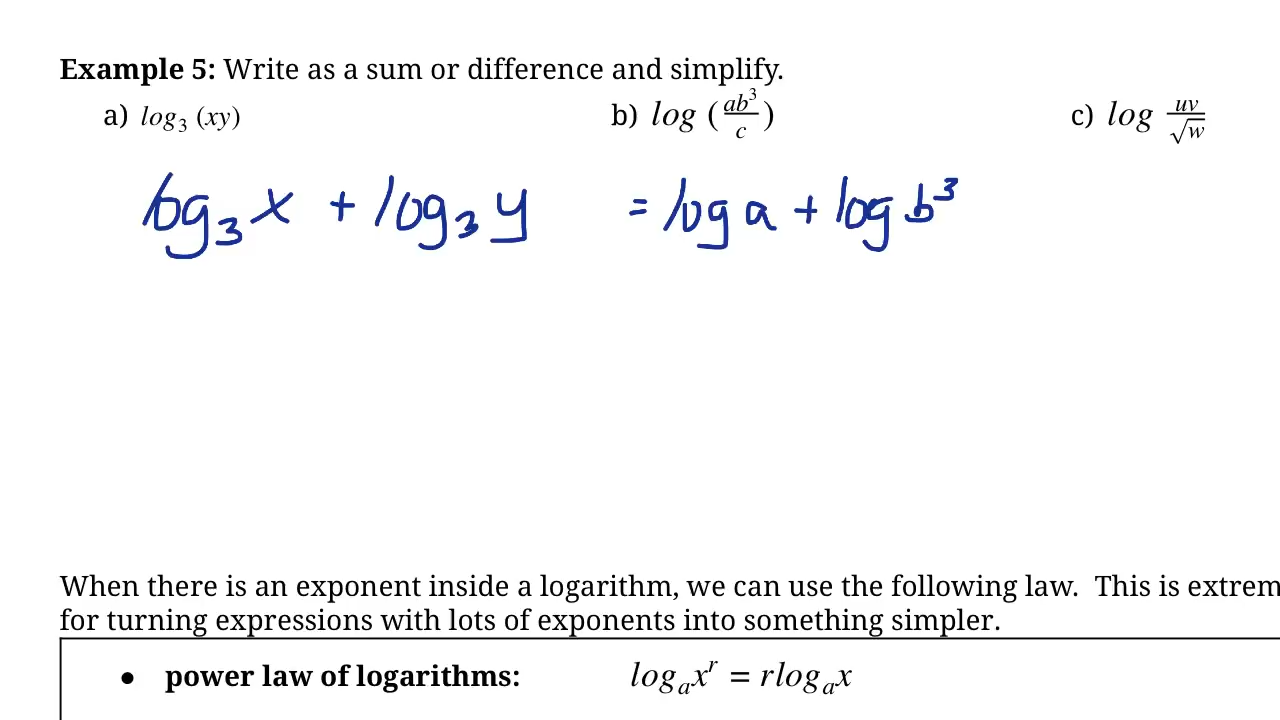 Example 5: Write as a sum or difference and simplify.
a) log₃ (xy) b) log (ab³/c) c) log uv/√w
log₃ x + log₃ y = log a + log b³
When there is an exponent inside a logarithm, we can use the following law. This is extrem
for turning expressions with lots of exponents into something simpler.
● power law of logarithms: logₐxʳ = rlogₐx